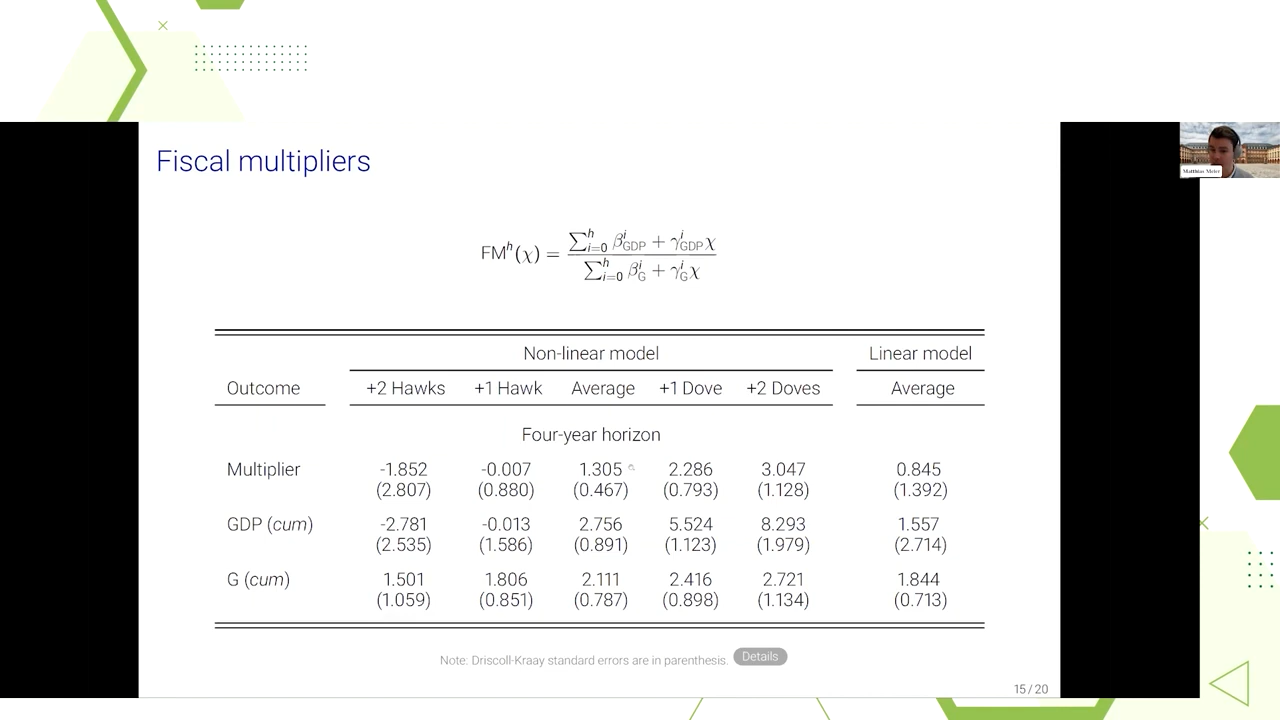 Fiscal multipliers
Matthias Meier
FM^h(χ) = (∑_{i=0}^h β^i_GDP + γ^i_GDP χ) / (∑_{i=0}^h β^i_G + γ^i_G χ)
Non-linear model Linear model
Outcome +2 Hawks +1 Hawk Average +1 Dove +2 Doves Average
Four-year horizon
Multiplier -1.852 -0.007 1.305 2.286 3.047 0.845
(2.807) (0.880) (0.467) (0.793) (1.128) (1.392)
GDP (cum) -2.781 -0.013 2.756 5.524 8.293 1.557
(2.535) (1.586) (0.891) (1.123) (1.979) (2.714)
G (cum) 1.501 1.806 2.111 2.416 2.721 1.844
(1.059) (0.851) (0.787) (0.898) (1.134) (0.713)
Note: Driscoll-Kraay standard errors are in parenthesis. Details
15 / 20